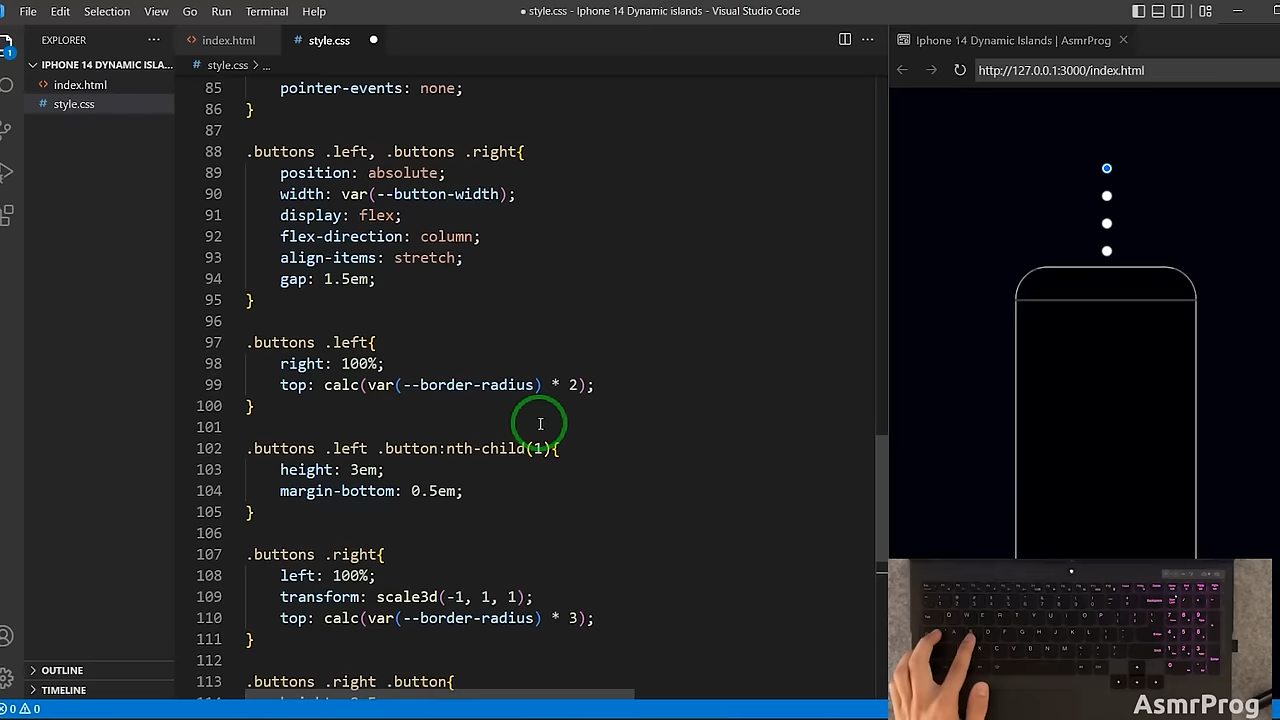 File Edit Selection View Go Run Terminal Help
● style.css - Iphone 14 Dynamic islands - Visual Studio Code
EXPLORER ···
index.html
# style.css ●
Iphone 14 Dynamic Islands | AsmrProg
1
IPHONE 14 DYNAMIC ISLA...
# style.css > ...
http://127.0.0.1:3000/index.html
index.html
# style.css
85 pointer-events: none;
86 }
87
88 .buttons .left, .buttons .right{
89 position: absolute;
90 width: var(--button-width);
91 display: flex;
92 flex-direction: column;
93 align-items: stretch;
94 gap: 1.5em;
95 }
96
97 .buttons .left{
98 right: 100%;
99 top: calc(var(--border-radius) * 2);
100 }
101
102 .buttons .left .button:nth-child(1){
103 height: 3em;
104 margin-bottom: 0.5em;
105 }
106
107 .buttons .right{
108 left: 100%;
109 transform: scale3d(-1, 1, 1);
110 top: calc(var(--border-radius) * 3);
111 }
112
113 .buttons .right .button{
OUTLINE
TIMELINE
0 0
AsmrProg